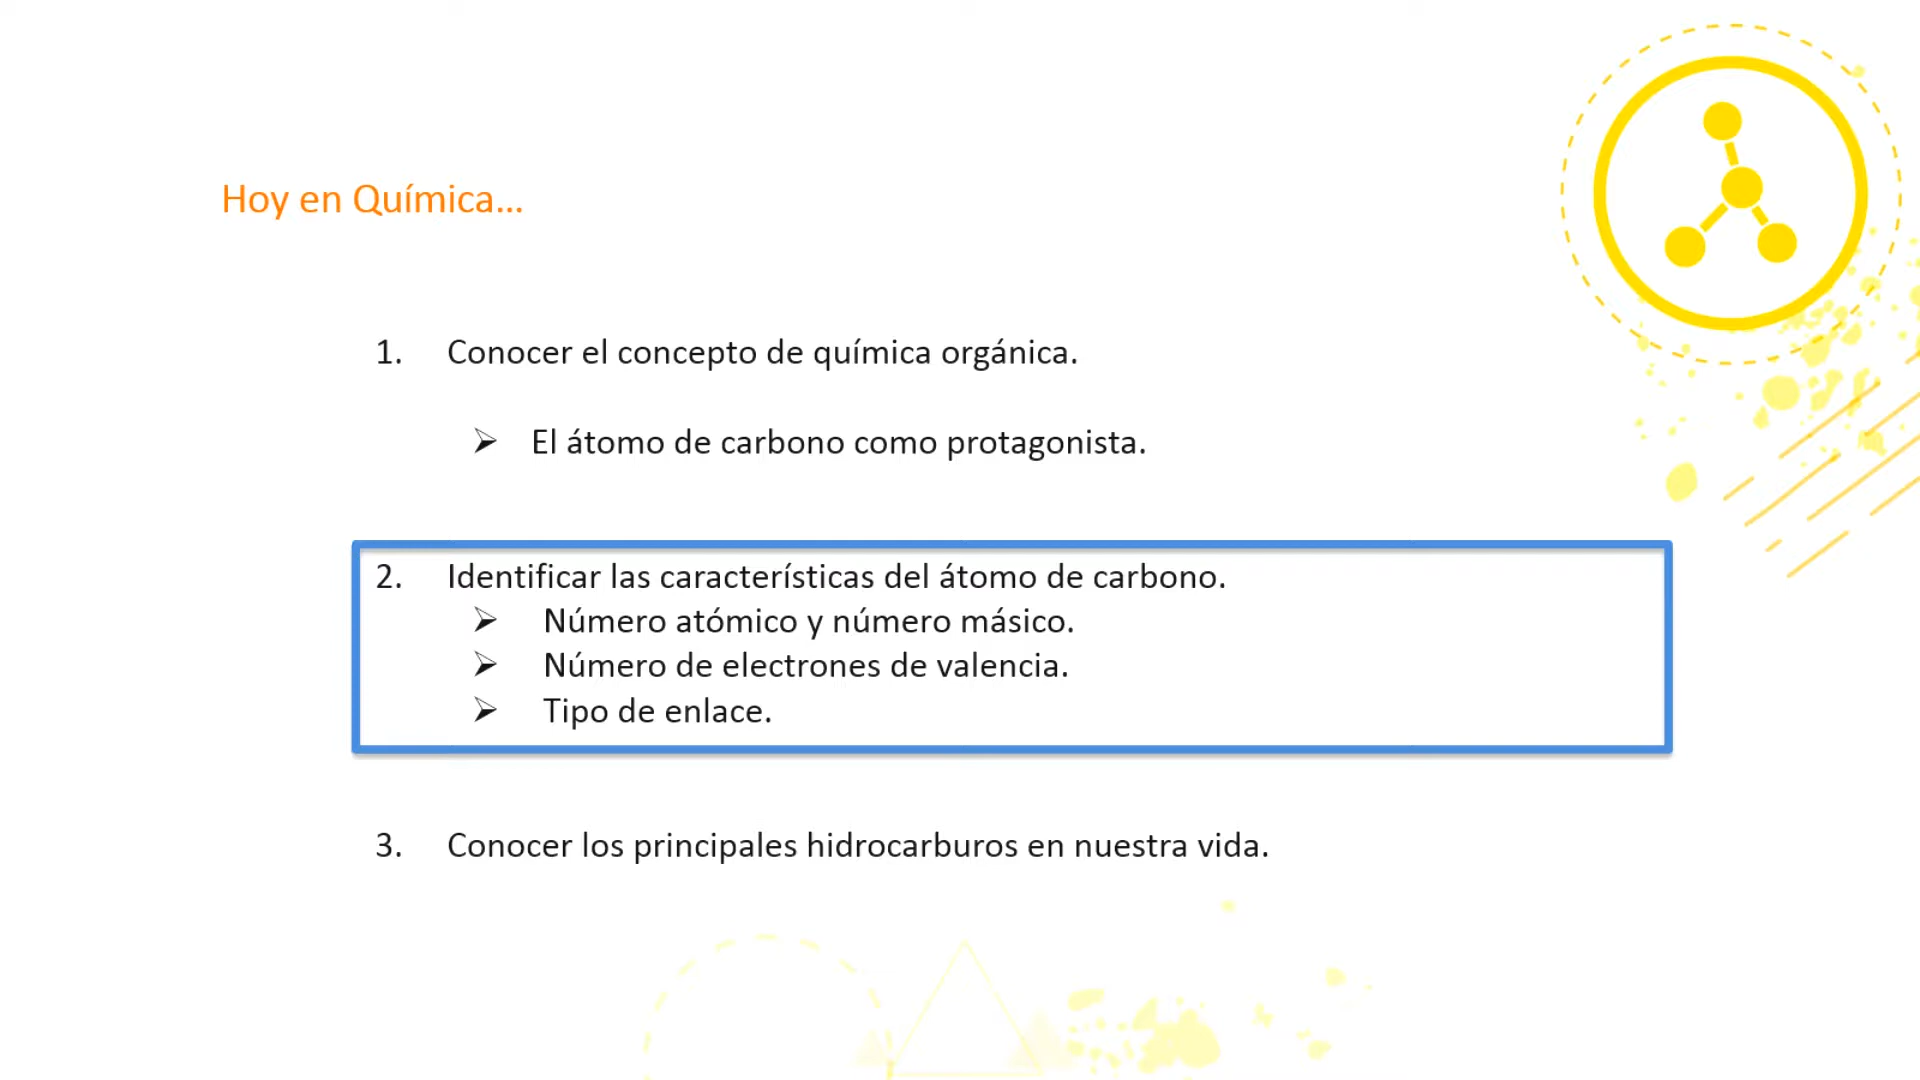 Hoy en Química...
1. Conocer el concepto de química orgánica.
➢ El átomo de carbono como protagonista.
2. Identificar las características del átomo de carbono.
➢ Número atómico y número másico.
➢ Número de electrones de valencia.
➢ Tipo de enlace.
3. Conocer los principales hidrocarburos en nuestra vida.